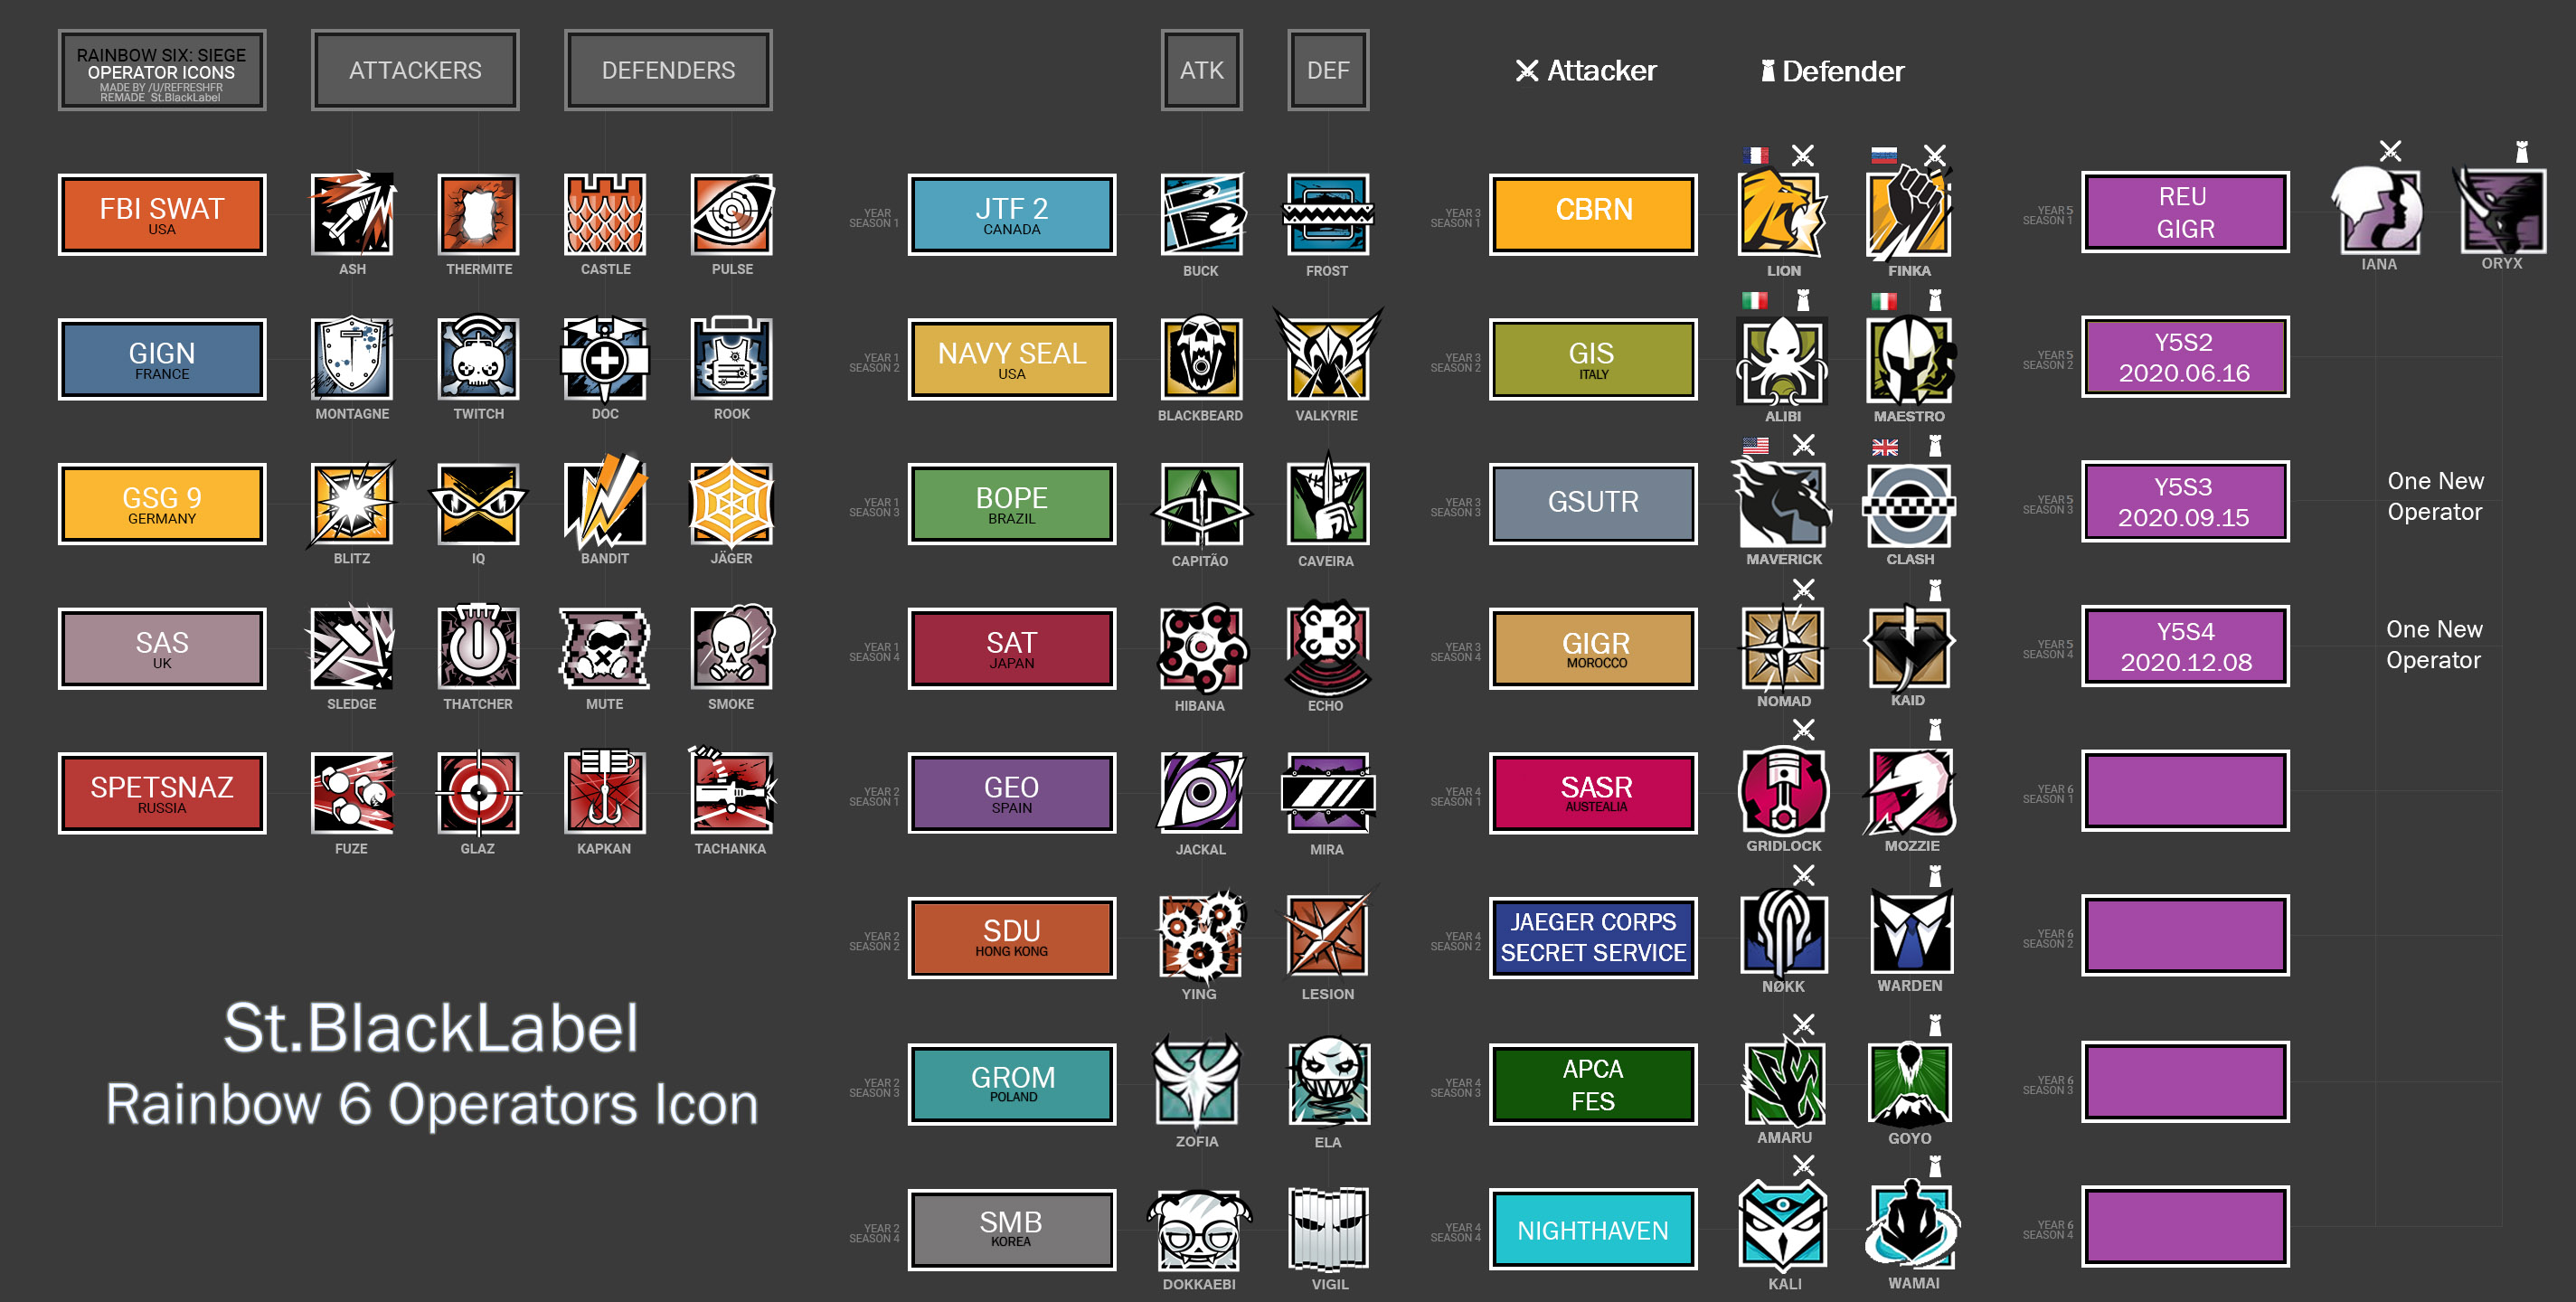 RAINBOW SIX: SIEGE
OPERATOR ICONS
MADE BY /U/REFRESHFR
REMADE St.BlackLabel
ATTACKERS
DEFENDERS
FBI SWAT
USA
ASH
THERMITE
CASTLE
PULSE
GIGN
FRANCE
MONTAGNE
TWITCH
DOC
ROOK
GSG 9
GERMANY
BLITZ
IQ
BANDIT
JÄGER
SAS
UK
SLEDGE
THATCHER
MUTE
SMOKE
SPETSNAZ
RUSSIA
FUZE
GLAZ
KAPKAN
TACHANKA
St.BlackLabel
Rainbow 6 Operators Icon
ATK
DEF
YEAR
SEASON 1
JTF 2
CANADA
BUCK
FROST
YEAR 1
SEASON 2
NAVY SEAL
USA
BLACKBEARD
VALKYRIE
YEAR 1
SEASON 3
BOPE
BRAZIL
CAPITÃO
CAVEIRA
YEAR 1
SEASON 4
SAT
JAPAN
HIBANA
ECHO
YEAR 2
SEASON 1
GEO
SPAIN
JACKAL
MIRA
YEAR 2
SEASON 2
SDU
HONG KONG
YING
LESION
YEAR 2
SEASON 3
GROM
POLAND
ZOFIA
ELA
YEAR 2
SEASON 4
SMB
KOREA
DOKKAEBI
VIGIL
Attacker
Defender
YEAR 3
SEASON 1
CBRN
LION
FINKA
YEAR 3
SEASON 2
GIS
ITALY
ALIBI
MAESTRO
YEAR 3
SEASON 3
GSUTR
MAVERICK
CLASH
YEAR 3
SEASON 4
GIGR
MOROCCO
NOMAD
KAID
YEAR 4
SEASON 1
SASR
AUSTEALIA
GRIDLOCK
MOZZIE
YEAR 4
SEASON 2
JAEGER CORPS
SECRET SERVICE
NØKK
WARDEN
YEAR 4
SEASON 3
APCA
FES
AMARU
GOYO
YEAR 4
SEASON 4
NIGHTHAVEN
KALI
WAMAI
YEAR 5
SEASON 1
REU
GIGR
IANA
ORYX
YEAR 5
SEASON 2
Y5S2
2020.06.16
YEAR 5
SEASON 3
Y5S3
2020.09.15
One New
Operator
YEAR 5
SEASON 4
Y5S4
2020.12.08
One New
Operator
YEAR 6
SEASON 1
YEAR 6
SEASON 2
YEAR 6
SEASON 3
YEAR 6
SEASON 4